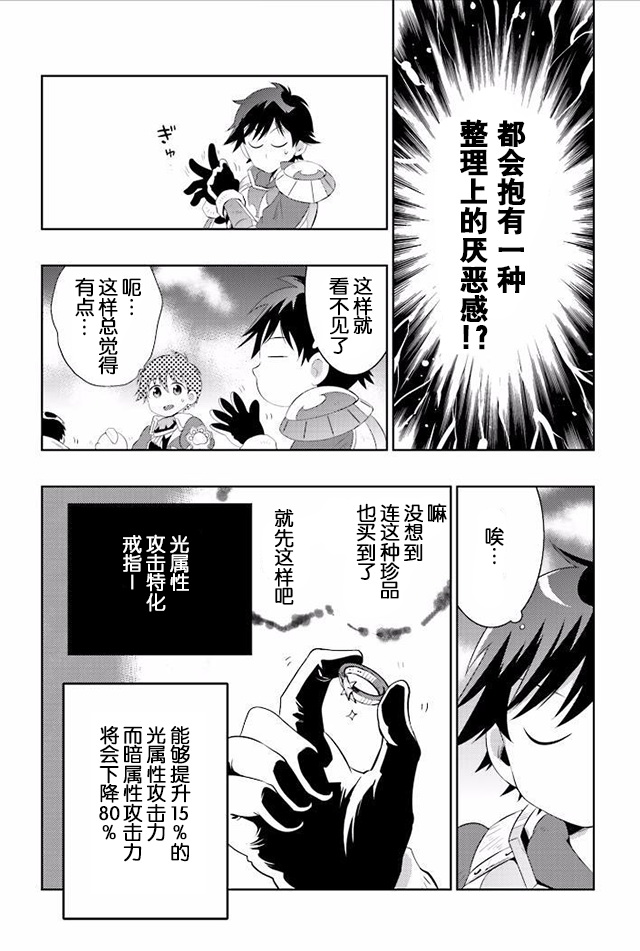 都会抱有一种
整理上的厌恶感!?
ぎゅ
这样就
看不见了
呃…
这样总觉得
有点…
唉…
嘛
没想到
连这种珍品
也买到了
就先这样吧
光属性
攻击特化
戒指Ⅰ
能够提升15%的
光属性攻击力
而暗属性攻击力
将会下降80%